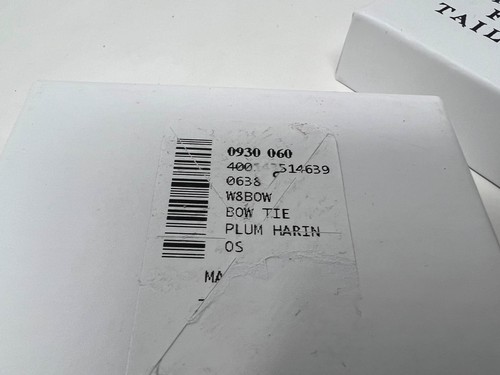 TAIL
0930 060
0638
W8BOW
BOW TIE
PLUM HARIN
OS
MA